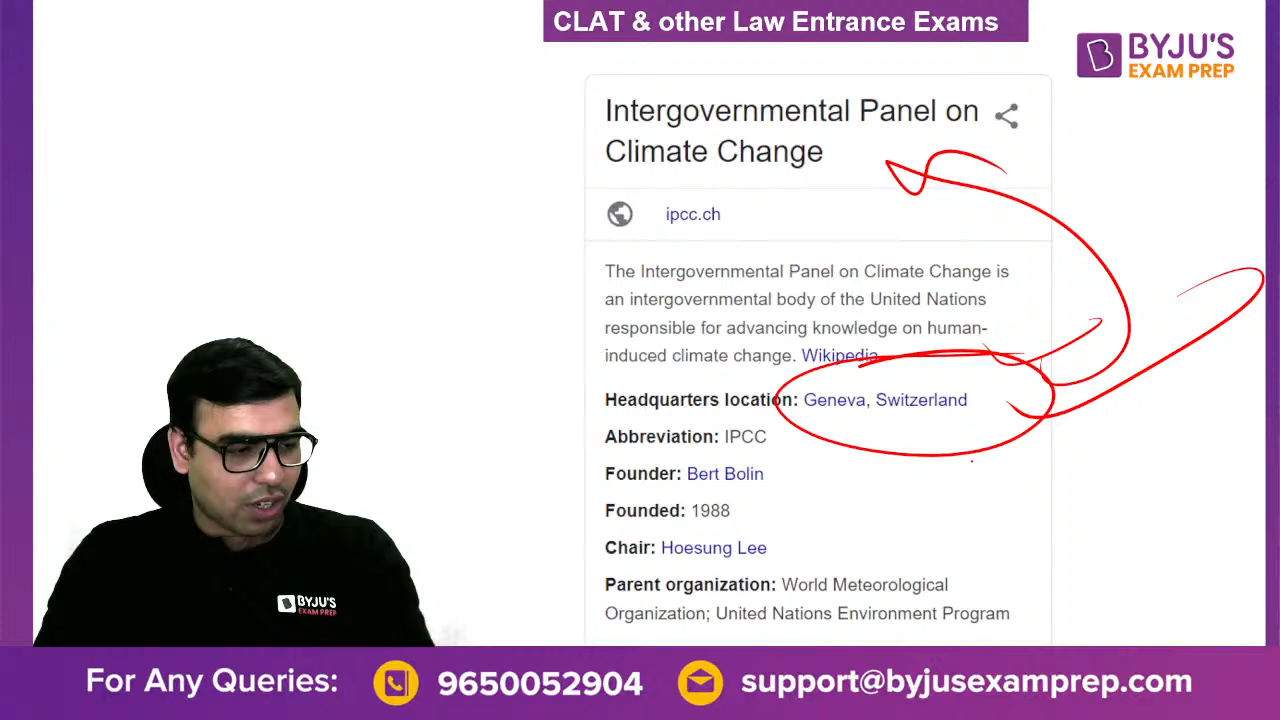 CLAT & other Law Entrance Exams
BYJU'S
EXAM PREP
Intergovernmental Panel on
Climate Change
ipcc.ch
The Intergovernmental Panel on Climate Change is
an intergovernmental body of the United Nations
responsible for advancing knowledge on human-
induced climate change. Wikipedia
Headquarters location: Geneva, Switzerland
Abbreviation: IPCC
Founder: Bert Bolin
Founded: 1988
Chair: Hoesung Lee
Parent organization: World Meteorological
Organization; United Nations Environment Program
BYJU'S
EXAM PREP
For Any Queries: 9650052904 support@byjusexamprep.com